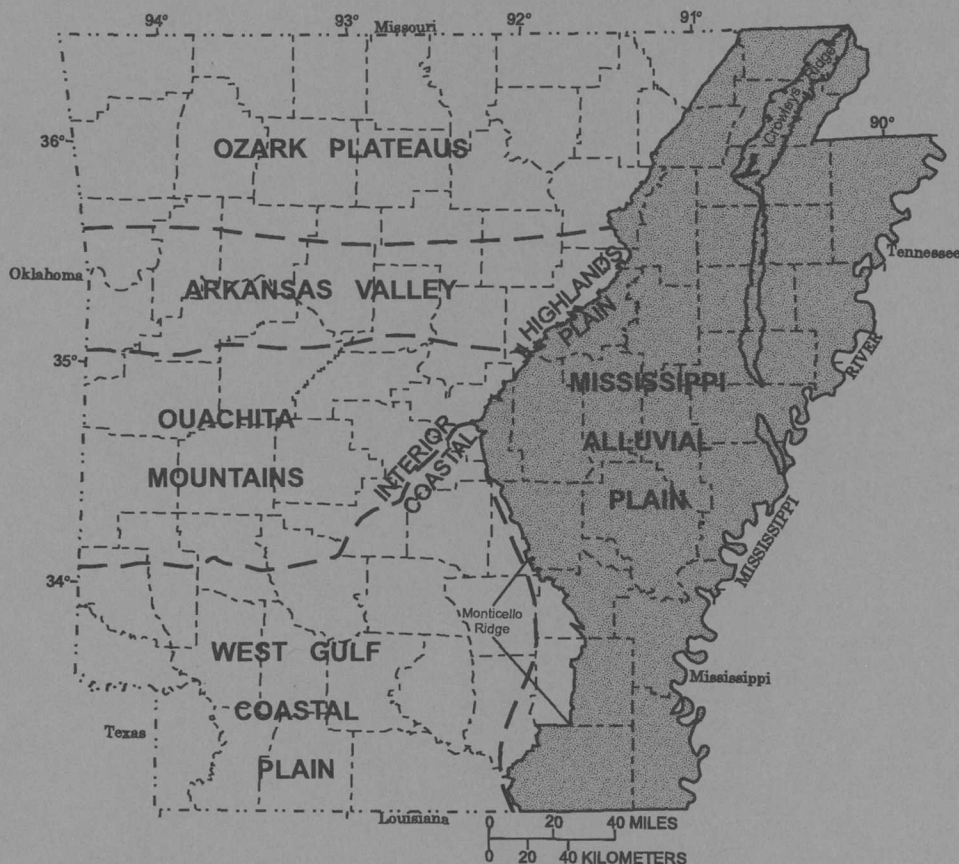 94°
93°
92°
91°
Missouri
Crowleys Ridge
90°
36°
OZARK PLATEAUS
Tennessee
Oklahoma
ARKANSAS VALLEY
HIGHLANDS
PLAIN
35°
RIVER
MISSISSIPPI
OUACHITA
ALLUVIAL
INTERIOR
COASTAL
MOUNTAINS
PLAIN
MISSISSIPPI
34°
Monticello
Ridge
WEST GULF
Mississippi
COASTAL
Texas
PLAIN
Louisiana
0 20 40 MILES
0 20 40 KILOMETERS